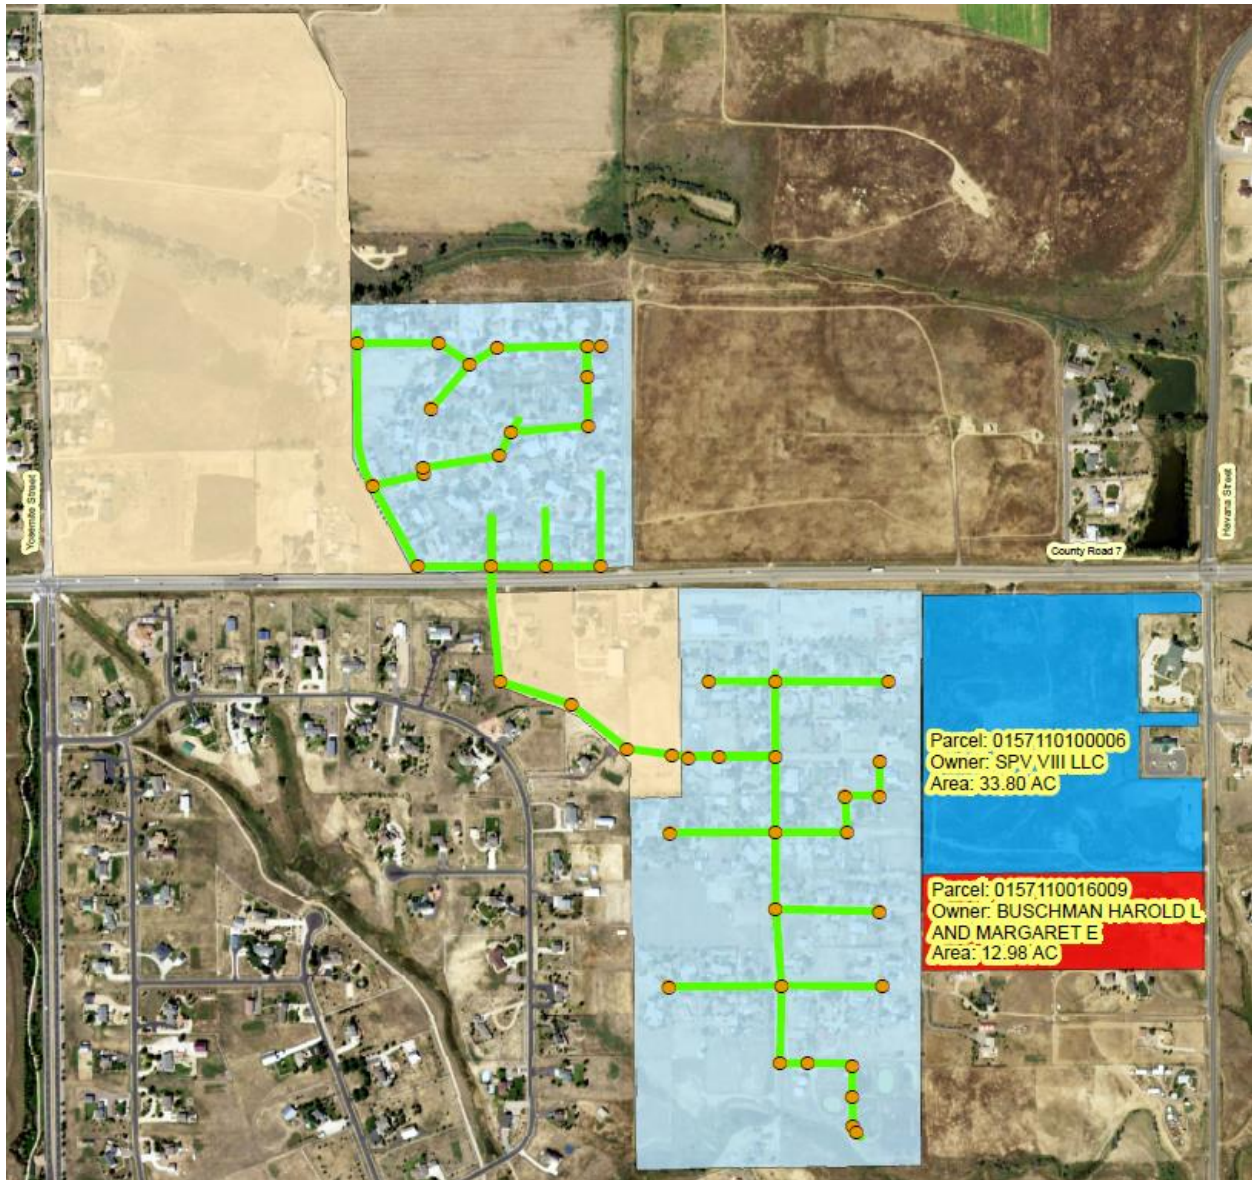 Yosemite Street
Havana Street
County Road 7
Parcel: 0157110100006
Owner: SPV VIII LLC
Area: 33.80 AC
Parcel: 0157110016009
Owner: BUSCHMAN HAROLD L
AND MARGARET E
Area: 12.98 AC